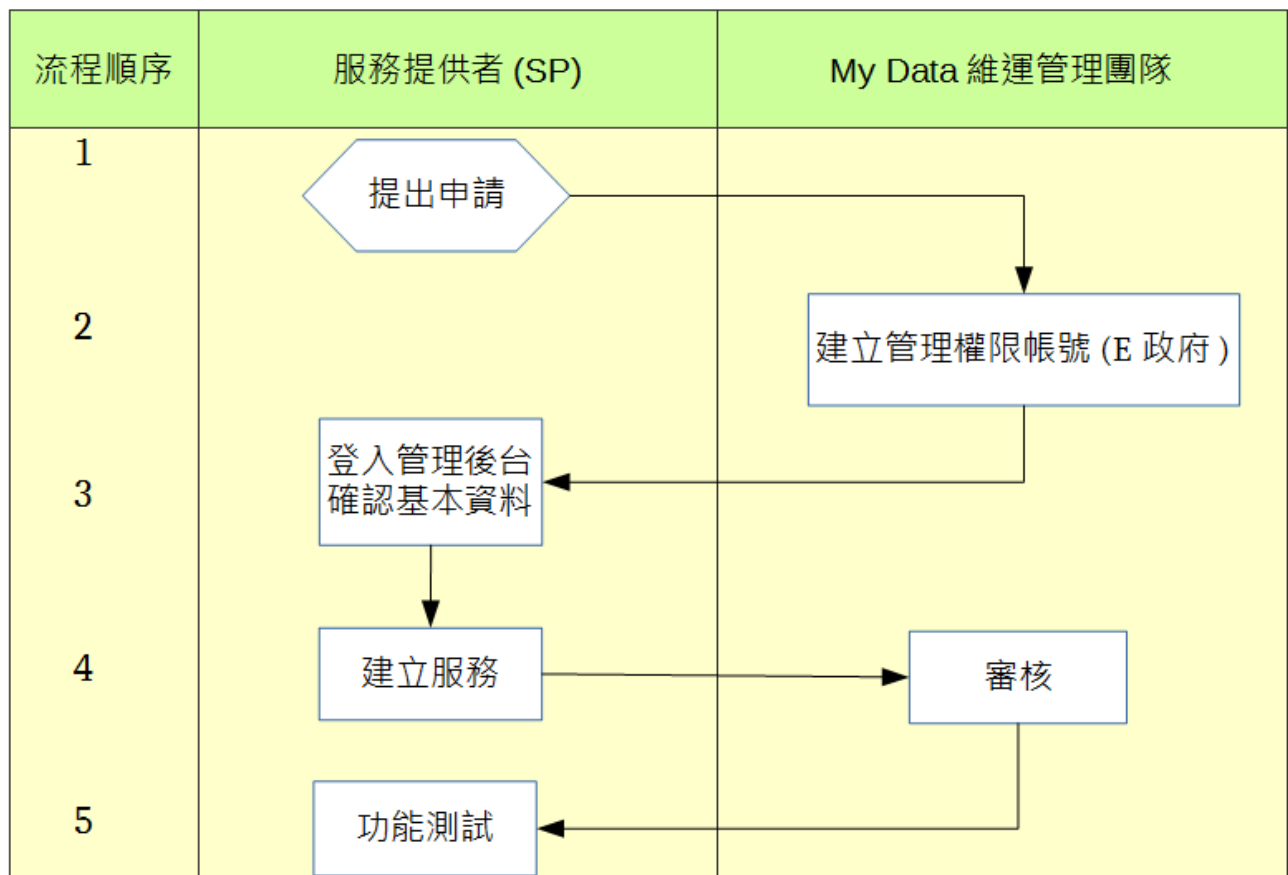 流程順序
服務提供者 (SP)
My Data 維運管理團隊
1
提出申請
2
建立管理權限帳號 (E 政府 )
3
登入管理後台
確認基本資料
4
建立服務
審核
5
功能測試